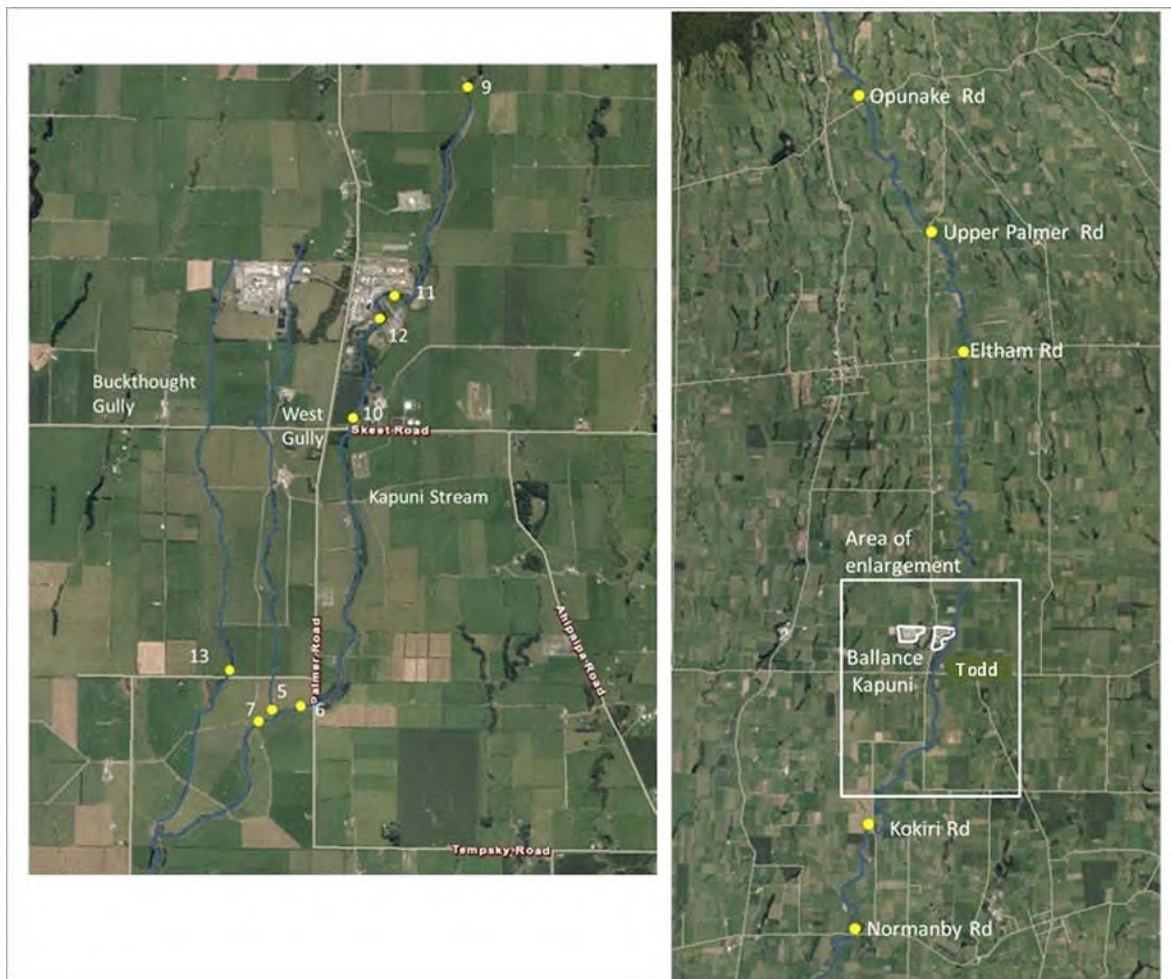 9
11
12
Buckthought
Gully
West
Gully
10
Skeet Road
Kapuni Stream
Ahipaipa Road
Palmer Road
13
5
6
7
Tempsky Road
Opunake Rd
Upper Palmer Rd
Eltham Rd
Area of
enlargement
Ballance
Kapuni
Todd
Kokiri Rd
Normanby Rd